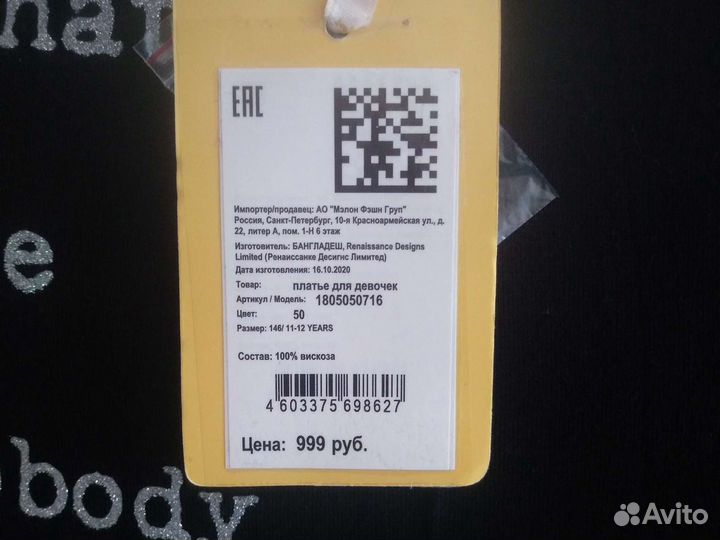 hat
EAC
Импортер/продавец: АО "Мэлон Фэшн Груп"
Россия, Санкт-Петербург, 10-я Красноармейская ул., д.
22, литер А, пом. 1-Н 6 этаж
Изготовитель: БАНГЛАДЕШ, Renaissance Designs
Limited (Ренаиссанке Десигнс Лимитед)
Дата изготовления: 16.10.2020
Товар: платье для девочек
Артикул / Модель: 1805050716
Цвет: 50
Размер: 146/ 11-12 YEARS
Состав: 100% вискоза
4 603375 698627
Цена: 999 руб.
e
body
Avito